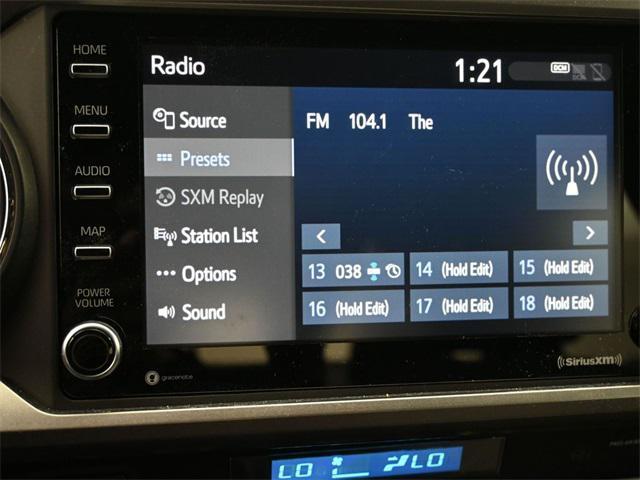 HOME
MENU
AUDIO
MAP
POWER
VOLUME
Radio
1:21
DCM
Source
Presets
SXM Replay
Station List
Options
Sound
FM 104.1 The
13 038
14 (Hold Edit)
15 (Hold Edit)
16 (Hold Edit)
17 (Hold Edit)
18 (Hold Edit)
gracenote
((SiriusXM))
LO
LO